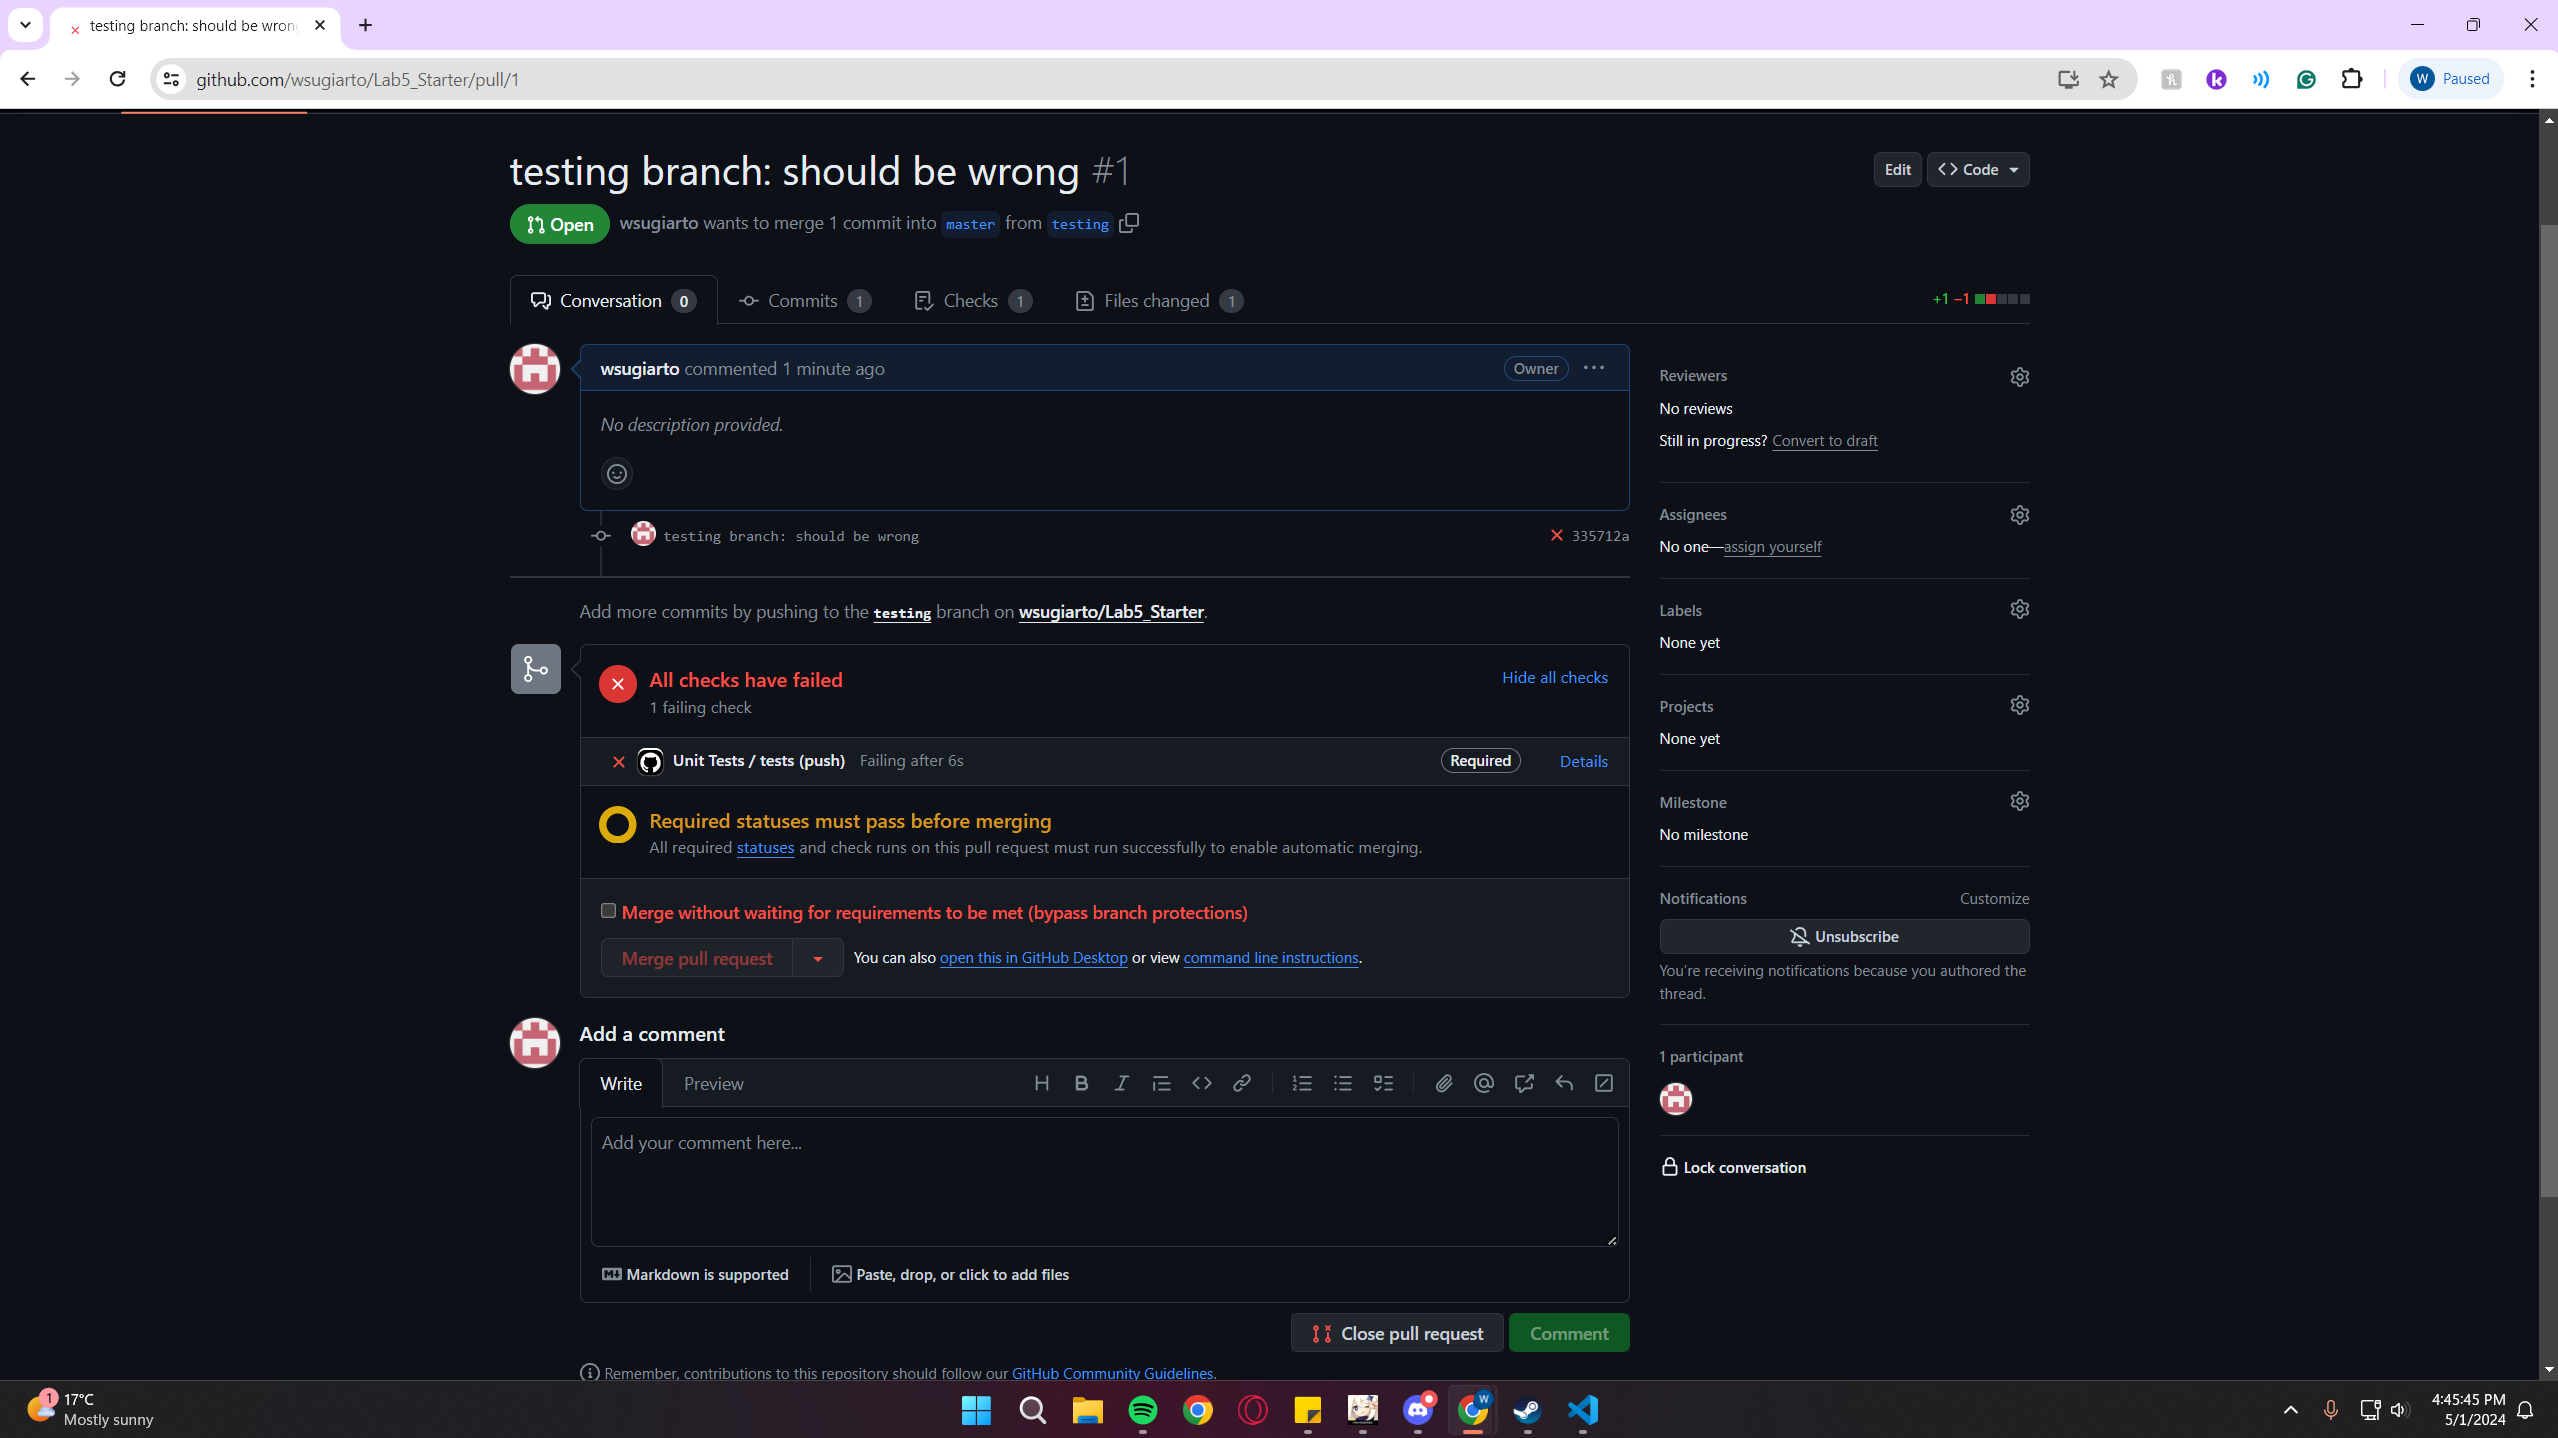 testing branch: should be wrong
github.com/wsugiarto/Lab5_Starter/pull/1
W Paused
testing branch: should be wrong #1
Edit
Code
Open
wsugiarto wants to merge 1 commit into master from testing
Conversation 0
Commits 1
Checks 1
Files changed 1
+1 −1
wsugiarto commented 1 minute ago
Owner
No description provided.
testing branch: should be wrong
335712a
Add more commits by pushing to the testing branch on wsugiarto/Lab5_Starter.
All checks have failed
1 failing check
Hide all checks
Unit Tests / tests (push) Failing after 6s
Required
Details
Required statuses must pass before merging
All required statuses and check runs on this pull request must run successfully to enable automatic merging.
Merge without waiting for requirements to be met (bypass branch protections)
Merge pull request
You can also open this in GitHub Desktop or view command line instructions.
Add a comment
Write
Preview
Add your comment here...
Markdown is supported
Paste, drop, or click to add files
Close pull request
Comment
Remember, contributions to this repository should follow our GitHub Community Guidelines.
Reviewers
No reviews
Still in progress? Convert to draft
Assignees
No one—assign yourself
Labels
None yet
Projects
None yet
Milestone
No milestone
Notifications
Customize
Unsubscribe
You're receiving notifications because you authored the
thread.
1 participant
Lock conversation
1
17°C
Mostly sunny
W
4:45:45 PM
5/1/2024